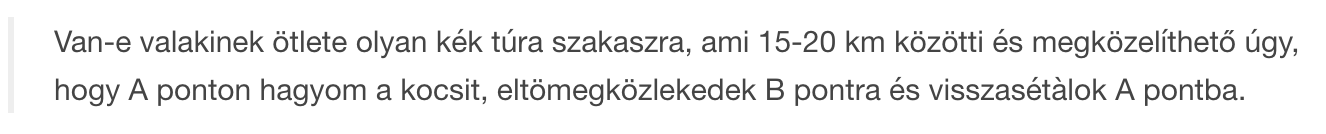 Van-e valakinek ötlete olyan kék túra szakaszra, ami 15-20 km közötti és megközelíthető úgy,
hogy A ponton hagyom a kocsit, eltömegközlekedek B pontra és visszasétàlok A pontba.